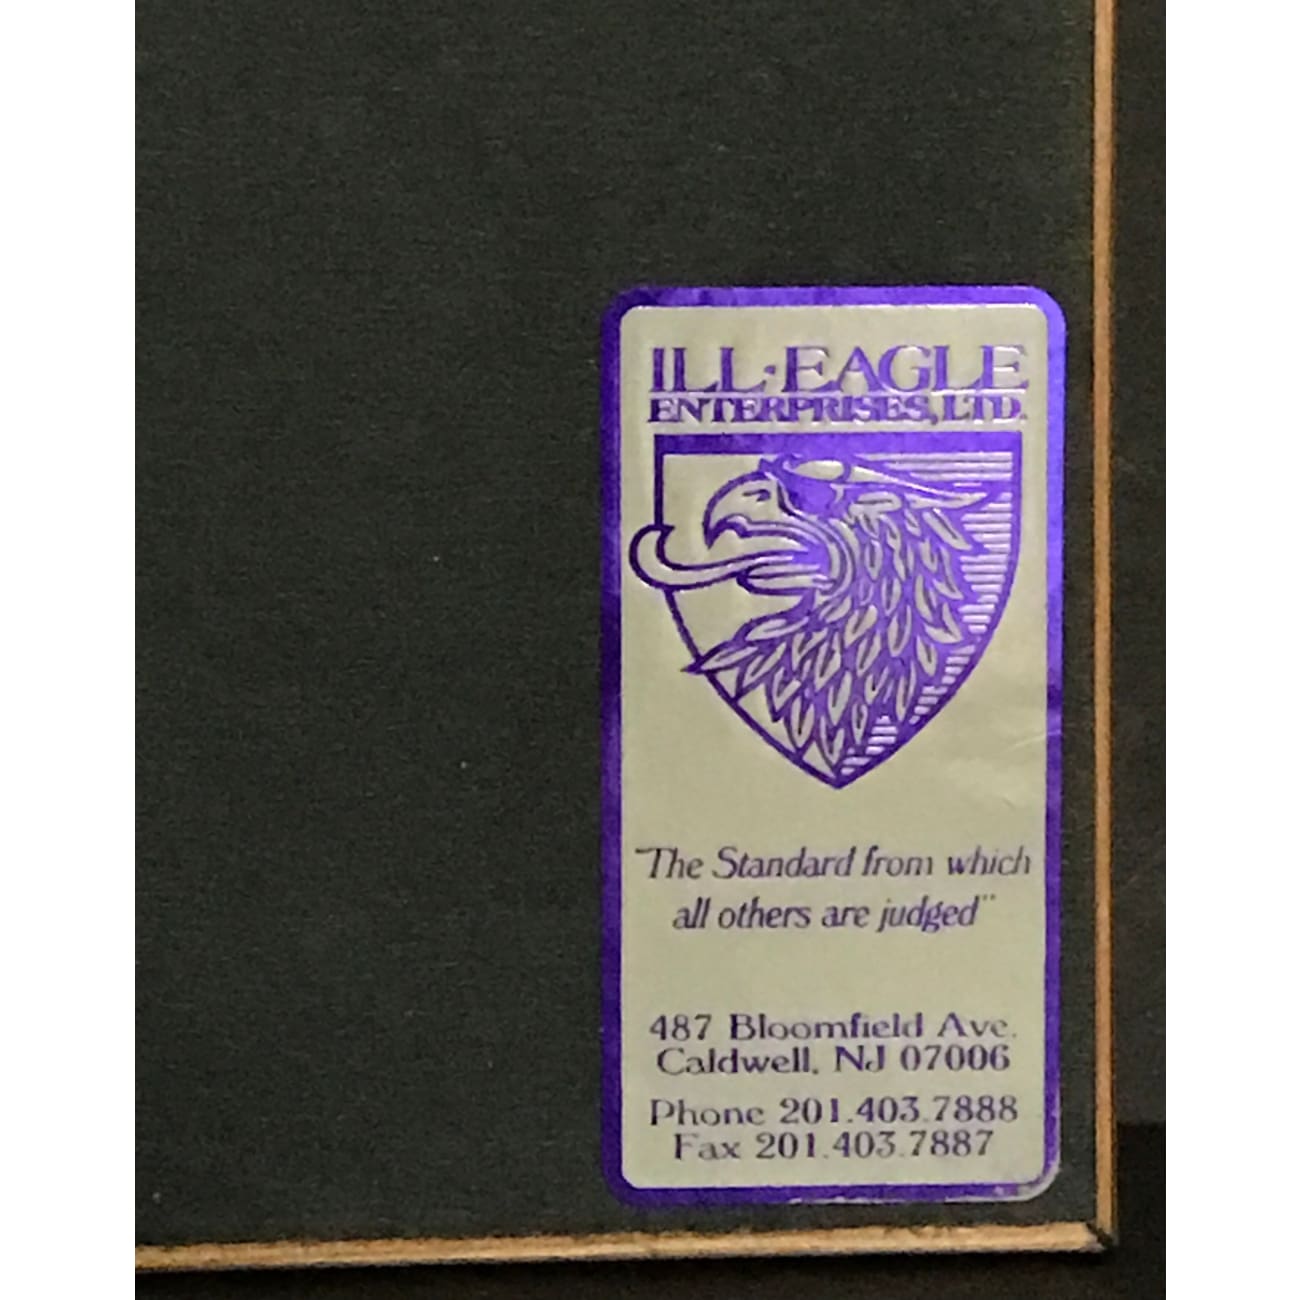 ILL·EAGLE
ENTERPRISES, LTD.
"The Standard from which
all others are judged"
487 Bloomfield Ave.
Caldwell, NJ 07006
Phone 201.403.7888
Fax 201.403.7887